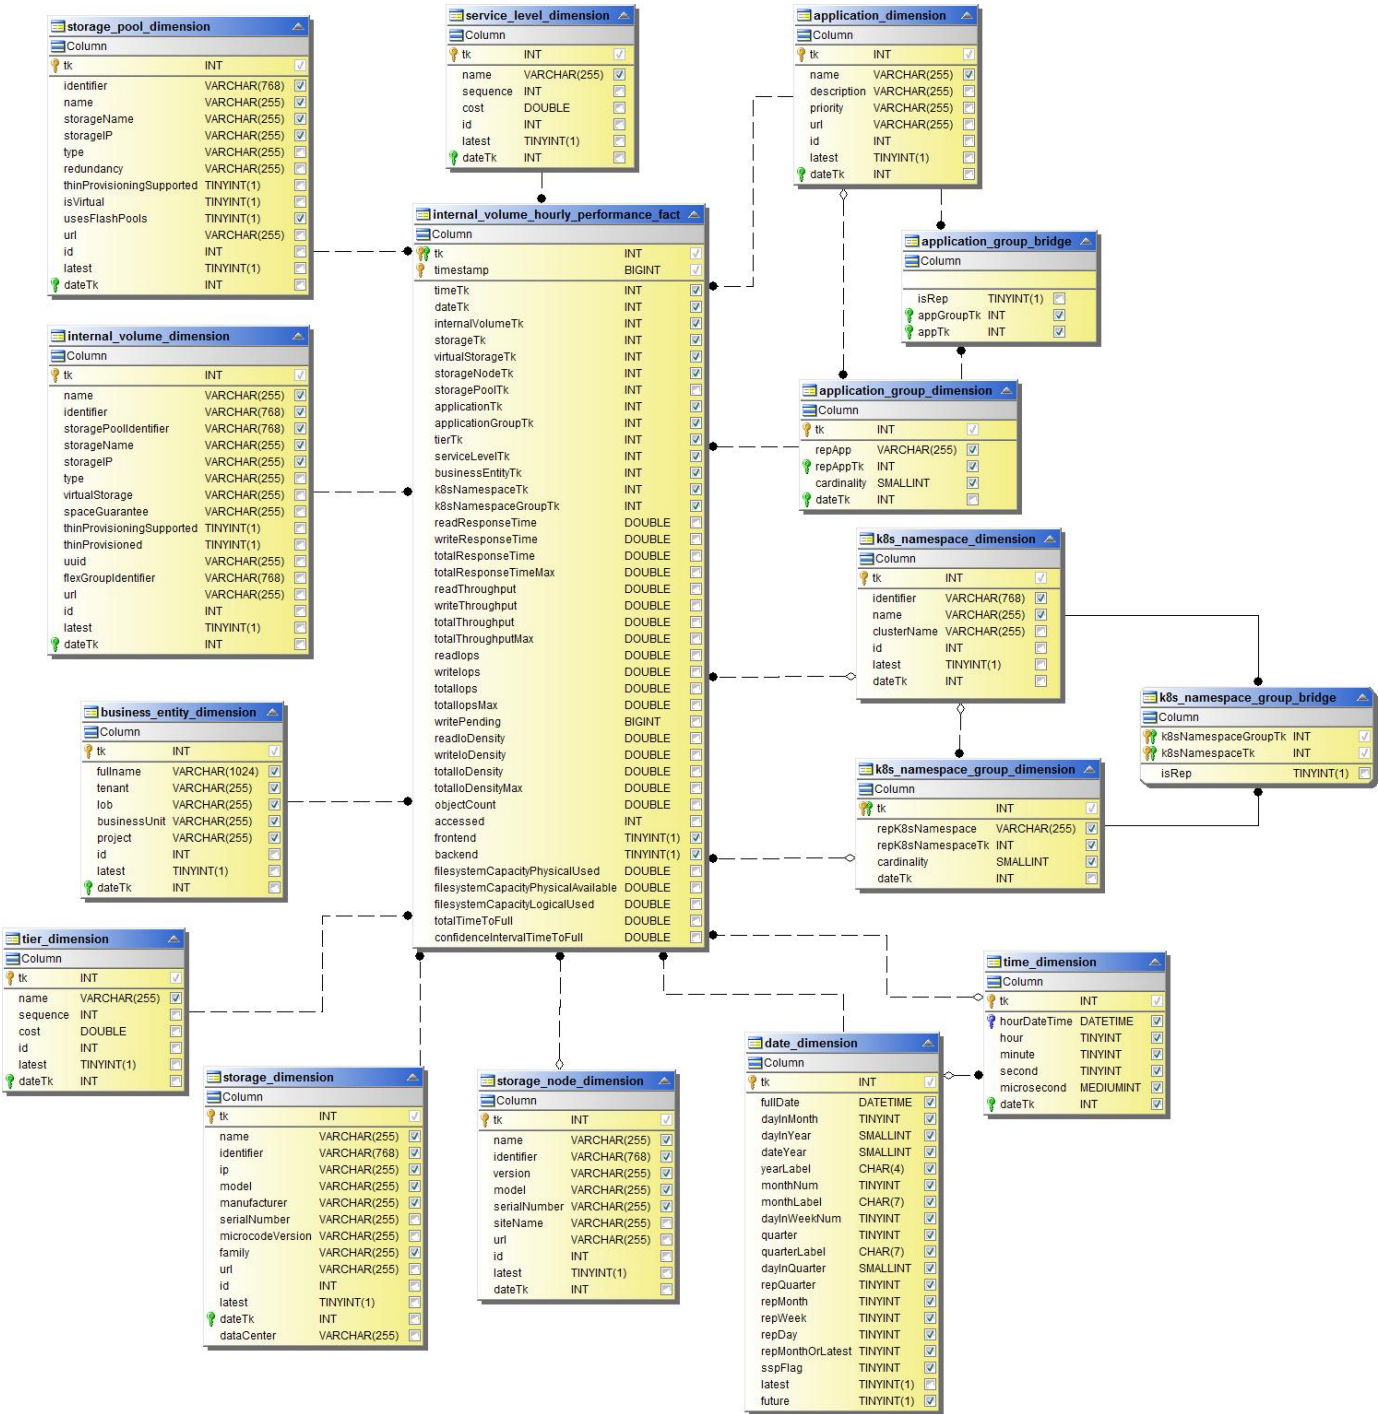 storage_pool_dimension
Column
tk INT
identifier VARCHAR(768)
name VARCHAR(255)
storageName VARCHAR(255)
storageIP VARCHAR(255)
type VARCHAR(255)
redundancy VARCHAR(255)
thinProvisioningSupported TINYINT(1)
isVirtual TINYINT(1)
usesFlashPools TINYINT(1)
url VARCHAR(255)
id INT
latest TINYINT(1)
dateTk INT
service_level_dimension
Column
tk INT
name VARCHAR(255)
sequence INT
cost DOUBLE
id INT
latest TINYINT(1)
dateTk INT
application_dimension
Column
tk INT
name VARCHAR(255)
description VARCHAR(255)
priority VARCHAR(255)
url VARCHAR(255)
id INT
latest TINYINT(1)
dateTk INT
internal_volume_hourly_performance_fact
Column
tk INT
timestamp BIGINT
timeTk INT
dateTk INT
internalVolumeTk INT
storageTk INT
virtualStorageTk INT
storageNodeTk INT
storagePoolTk INT
applicationTk INT
applicationGroupTk INT
tierTk INT
serviceLevelTk INT
businessEntityTk INT
k8sNamespaceTk INT
k8sNamespaceGroupTk INT
readResponseTime DOUBLE
writeResponseTime DOUBLE
totalResponseTime DOUBLE
totalResponseTimeMax DOUBLE
readThroughput DOUBLE
writeThroughput DOUBLE
totalThroughput DOUBLE
totalThroughputMax DOUBLE
readIops DOUBLE
writeIops DOUBLE
totalIops DOUBLE
totalIopsMax DOUBLE
writePending BIGINT
readIoDensity DOUBLE
writeIoDensity DOUBLE
totalIoDensity DOUBLE
totalIoDensityMax DOUBLE
objectCount DOUBLE
accessed INT
frontend TINYINT(1)
backend TINYINT(1)
filesystemCapacityPhysicalUsed DOUBLE
filesystemCapacityPhysicalAvailable DOUBLE
filesystemCapacityLogicalUsed DOUBLE
totalTimeToFull DOUBLE
confidenceIntervalTimeToFull DOUBLE
application_group_bridge
Column
isRep TINYINT(1)
appGroupTk INT
appTk INT
internal_volume_dimension
Column
tk INT
name VARCHAR(255)
identifier VARCHAR(768)
storagePoolIdentifier VARCHAR(768)
storageName VARCHAR(255)
storageIP VARCHAR(255)
type VARCHAR(255)
virtualStorage VARCHAR(255)
spaceGuarantee VARCHAR(255)
thinProvisioningSupported TINYINT(1)
thinProvisioned TINYINT(1)
uuid VARCHAR(255)
flexGroupIdentifier VARCHAR(768)
url VARCHAR(255)
id INT
latest TINYINT(1)
dateTk INT
application_group_dimension
Column
tk INT
repApp VARCHAR(255)
repAppTk INT
cardinality SMALLINT
dateTk INT
k8s_namespace_dimension
Column
tk INT
identifier VARCHAR(768)
name VARCHAR(255)
clusterName VARCHAR(255)
id INT
latest TINYINT(1)
dateTk INT
k8s_namespace_group_bridge
Column
k8sNamespaceGroupTk INT
k8sNamespaceTk INT
isRep TINYINT(1)
business_entity_dimension
Column
tk INT
fullname VARCHAR(1024)
tenant VARCHAR(255)
lob VARCHAR(255)
businessUnit VARCHAR(255)
project VARCHAR(255)
id INT
latest TINYINT(1)
dateTk INT
k8s_namespace_group_dimension
Column
tk INT
repK8sNamespace VARCHAR(255)
repK8sNamespaceTk INT
cardinality SMALLINT
dateTk INT
tier_dimension
Column
tk INT
name VARCHAR(255)
sequence INT
cost DOUBLE
id INT
latest TINYINT(1)
dateTk INT
time_dimension
Column
tk INT
hourDateTime DATETIME
hour TINYINT
minute TINYINT
second TINYINT
microsecond MEDIUMINT
dateTk INT
storage_dimension
Column
tk INT
name VARCHAR(255)
identifier VARCHAR(768)
ip VARCHAR(255)
model VARCHAR(255)
manufacturer VARCHAR(255)
serialNumber VARCHAR(255)
microcodeVersion VARCHAR(255)
family VARCHAR(255)
url VARCHAR(255)
id INT
latest TINYINT(1)
dateTk INT
dataCenter VARCHAR(255)
storage_node_dimension
Column
tk INT
name VARCHAR(255)
identifier VARCHAR(768)
version VARCHAR(255)
model VARCHAR(255)
serialNumber VARCHAR(255)
siteName VARCHAR(255)
url VARCHAR(255)
id INT
latest TINYINT(1)
dateTk INT
date_dimension
Column
tk INT
fullDate DATETIME
dayInMonth TINYINT
dayInYear SMALLINT
dateYear SMALLINT
yearLabel CHAR(4)
monthNum TINYINT
monthLabel CHAR(7)
dayInWeekNum TINYINT
quarter TINYINT
quarterLabel CHAR(7)
dayInQuarter SMALLINT
repQuarter TINYINT
repMonth TINYINT
repWeek TINYINT
repDay TINYINT
repMonthOrLatest TINYINT
sspFlag TINYINT
latest TINYINT(1)
future TINYINT(1)